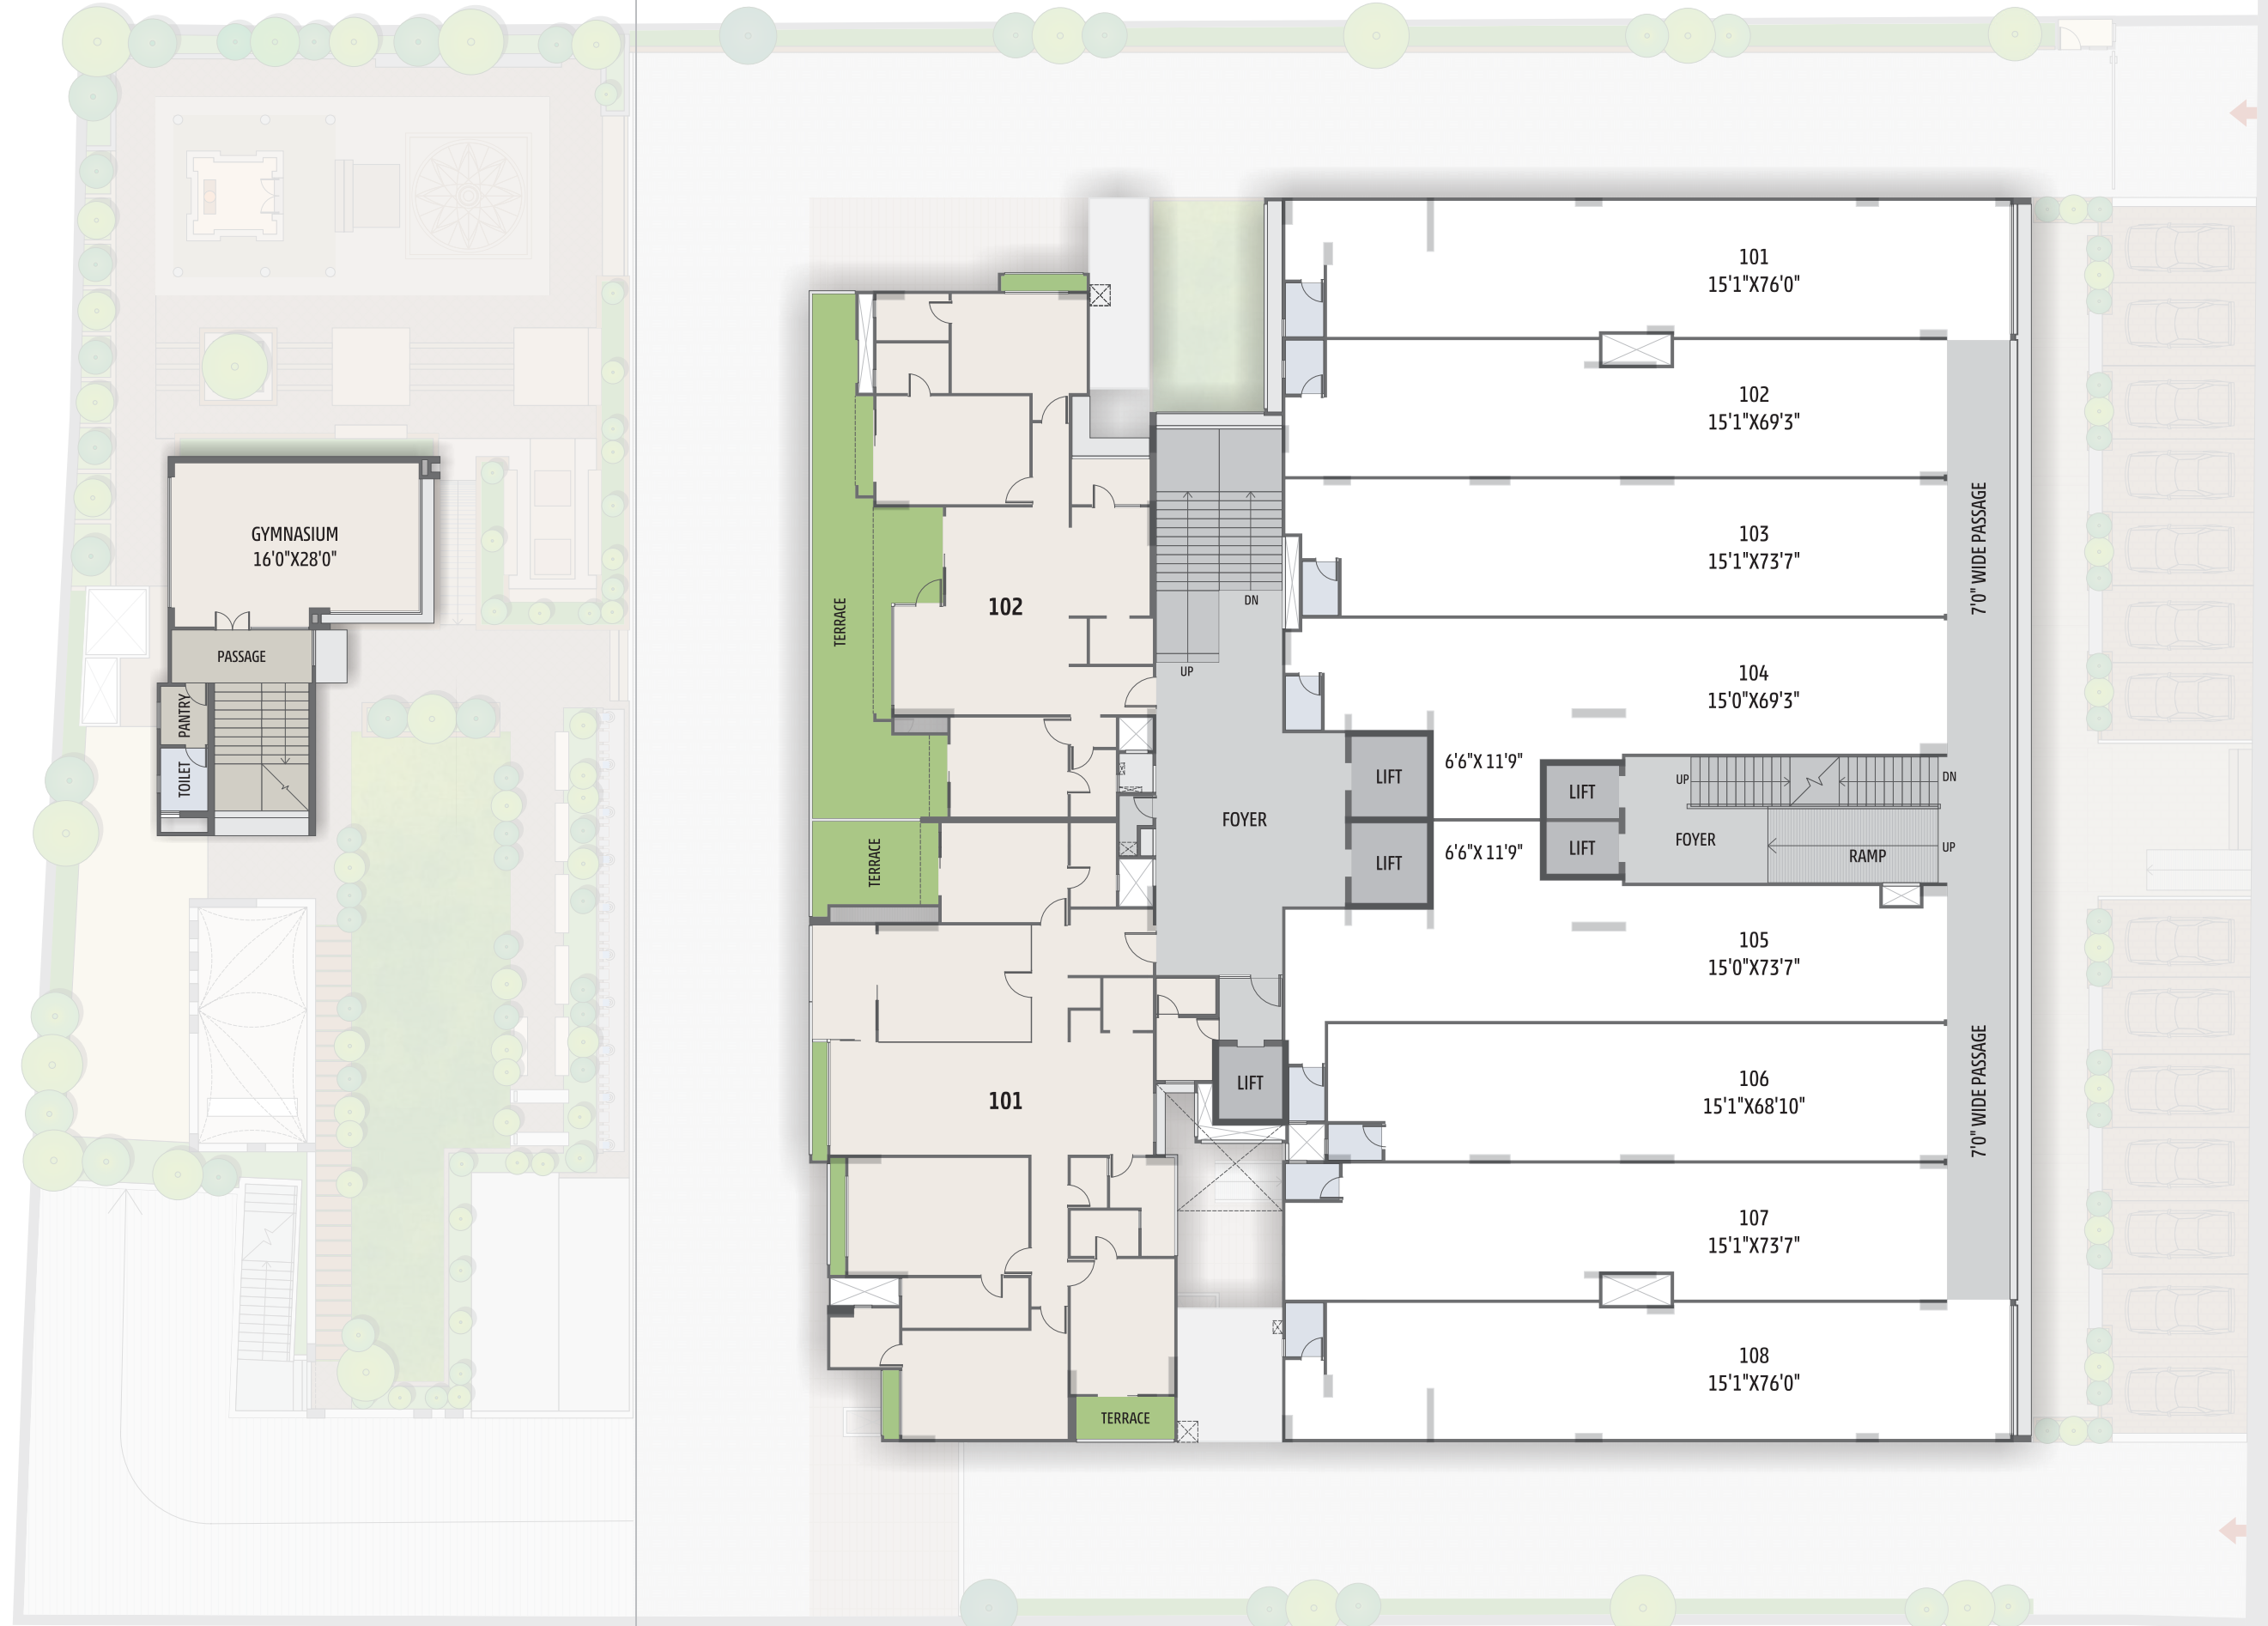 GYMNASIUM
16'0"X28'0"
PASSAGE
PANTRY
TOILET
TERRACE
102
TERRACE
101
TERRACE
DN
UP
FOYER
LIFT
LIFT
6'6"X 11'9"
6'6"X 11'9"
LIFT
LIFT
LIFT
UP
DN
FOYER
RAMP
UP
101
15'1"X76'0"
102
15'1"X69'3"
103
15'1"X73'7"
104
15'0"X69'3"
105
15'0"X73'7"
106
15'1"X68'10"
107
15'1"X73'7"
108
15'1"X76'0"
7'0" WIDE PASSAGE
7'0" WIDE PASSAGE